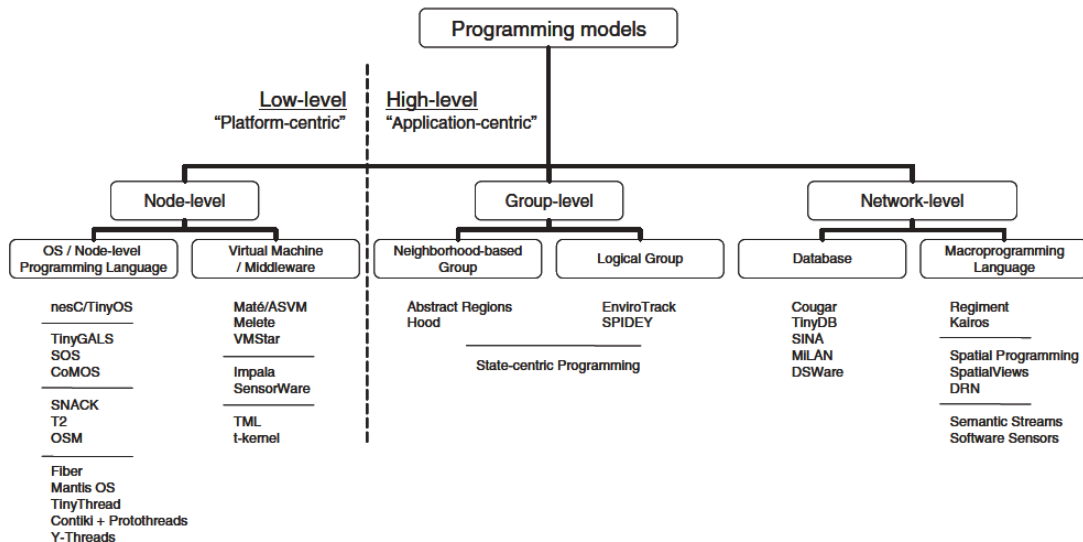 Programming models
Low-level
"Platform-centric"
High-level
"Application-centric"
Node-level
Group-level
Network-level
OS / Node-level
Programming Language
Virtual Machine
/ Middleware
Neighborhood-based
Group
Logical Group
Database
Macroprogramming
Language
nesC/TinyOS
TinyGALS
SOS
CoMOS
SNACK
T2
OSM
Fiber
Mantis OS
TinyThread
Contiki + Protothreads
Y-Threads
Maté/ASVM
Melete
VMStar
Impala
SensorWare
TML
t-kernel
Abstract Regions
Hood
EnviroTrack
SPIDEY
State-centric Programming
Cougar
TinyDB
SINA
MiLAN
DSWare
Regiment
Kairos
Spatial Programming
SpatialViews
DRN
Semantic Streams
Software Sensors